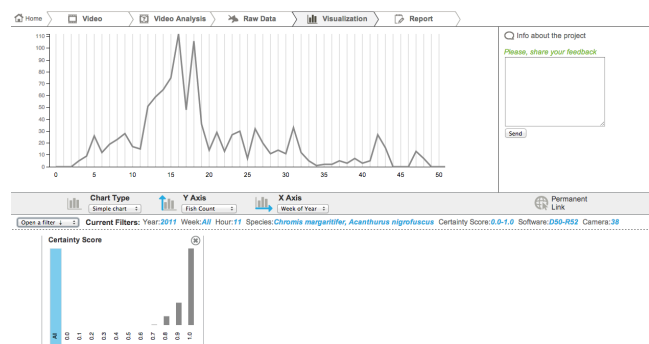 Home
Video
Video Analysis
Raw Data
Visualization
Report
Info about the project
Please, share your feedback
Send
110
100
90
80
70
60
50
40
30
20
10
0
0 5 10 15 20 25 30 35 40 45 50
Chart Type
Simple chart
Y Axis
Fish Count
X Axis
Week of Year
Permanent
Link
Open a filter ↓
Current Filters: Year:2011 Week:All Hour:11 Species:Chromis margaritifer, Acanthurus nigrofuscus Certainty Score:0.0-1.0 Software:D50-R52 Camera:38
Certainty Score
All 0.0 0.1 0.2 0.3 0.4 0.5 0.6 0.7 0.8 0.9 1.0